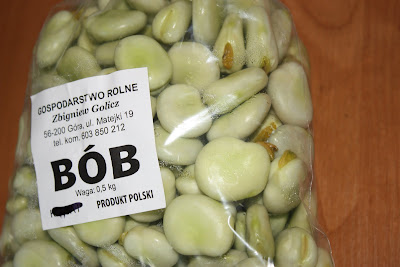 GOSPODARSTWO ROLNE
Zbigniew Golicz
56-200 Góra, ul. Matejki 19
tel. kom. 603 850 212
BÓB
Waga: 0,5 kg
PRODUKT POLSKI